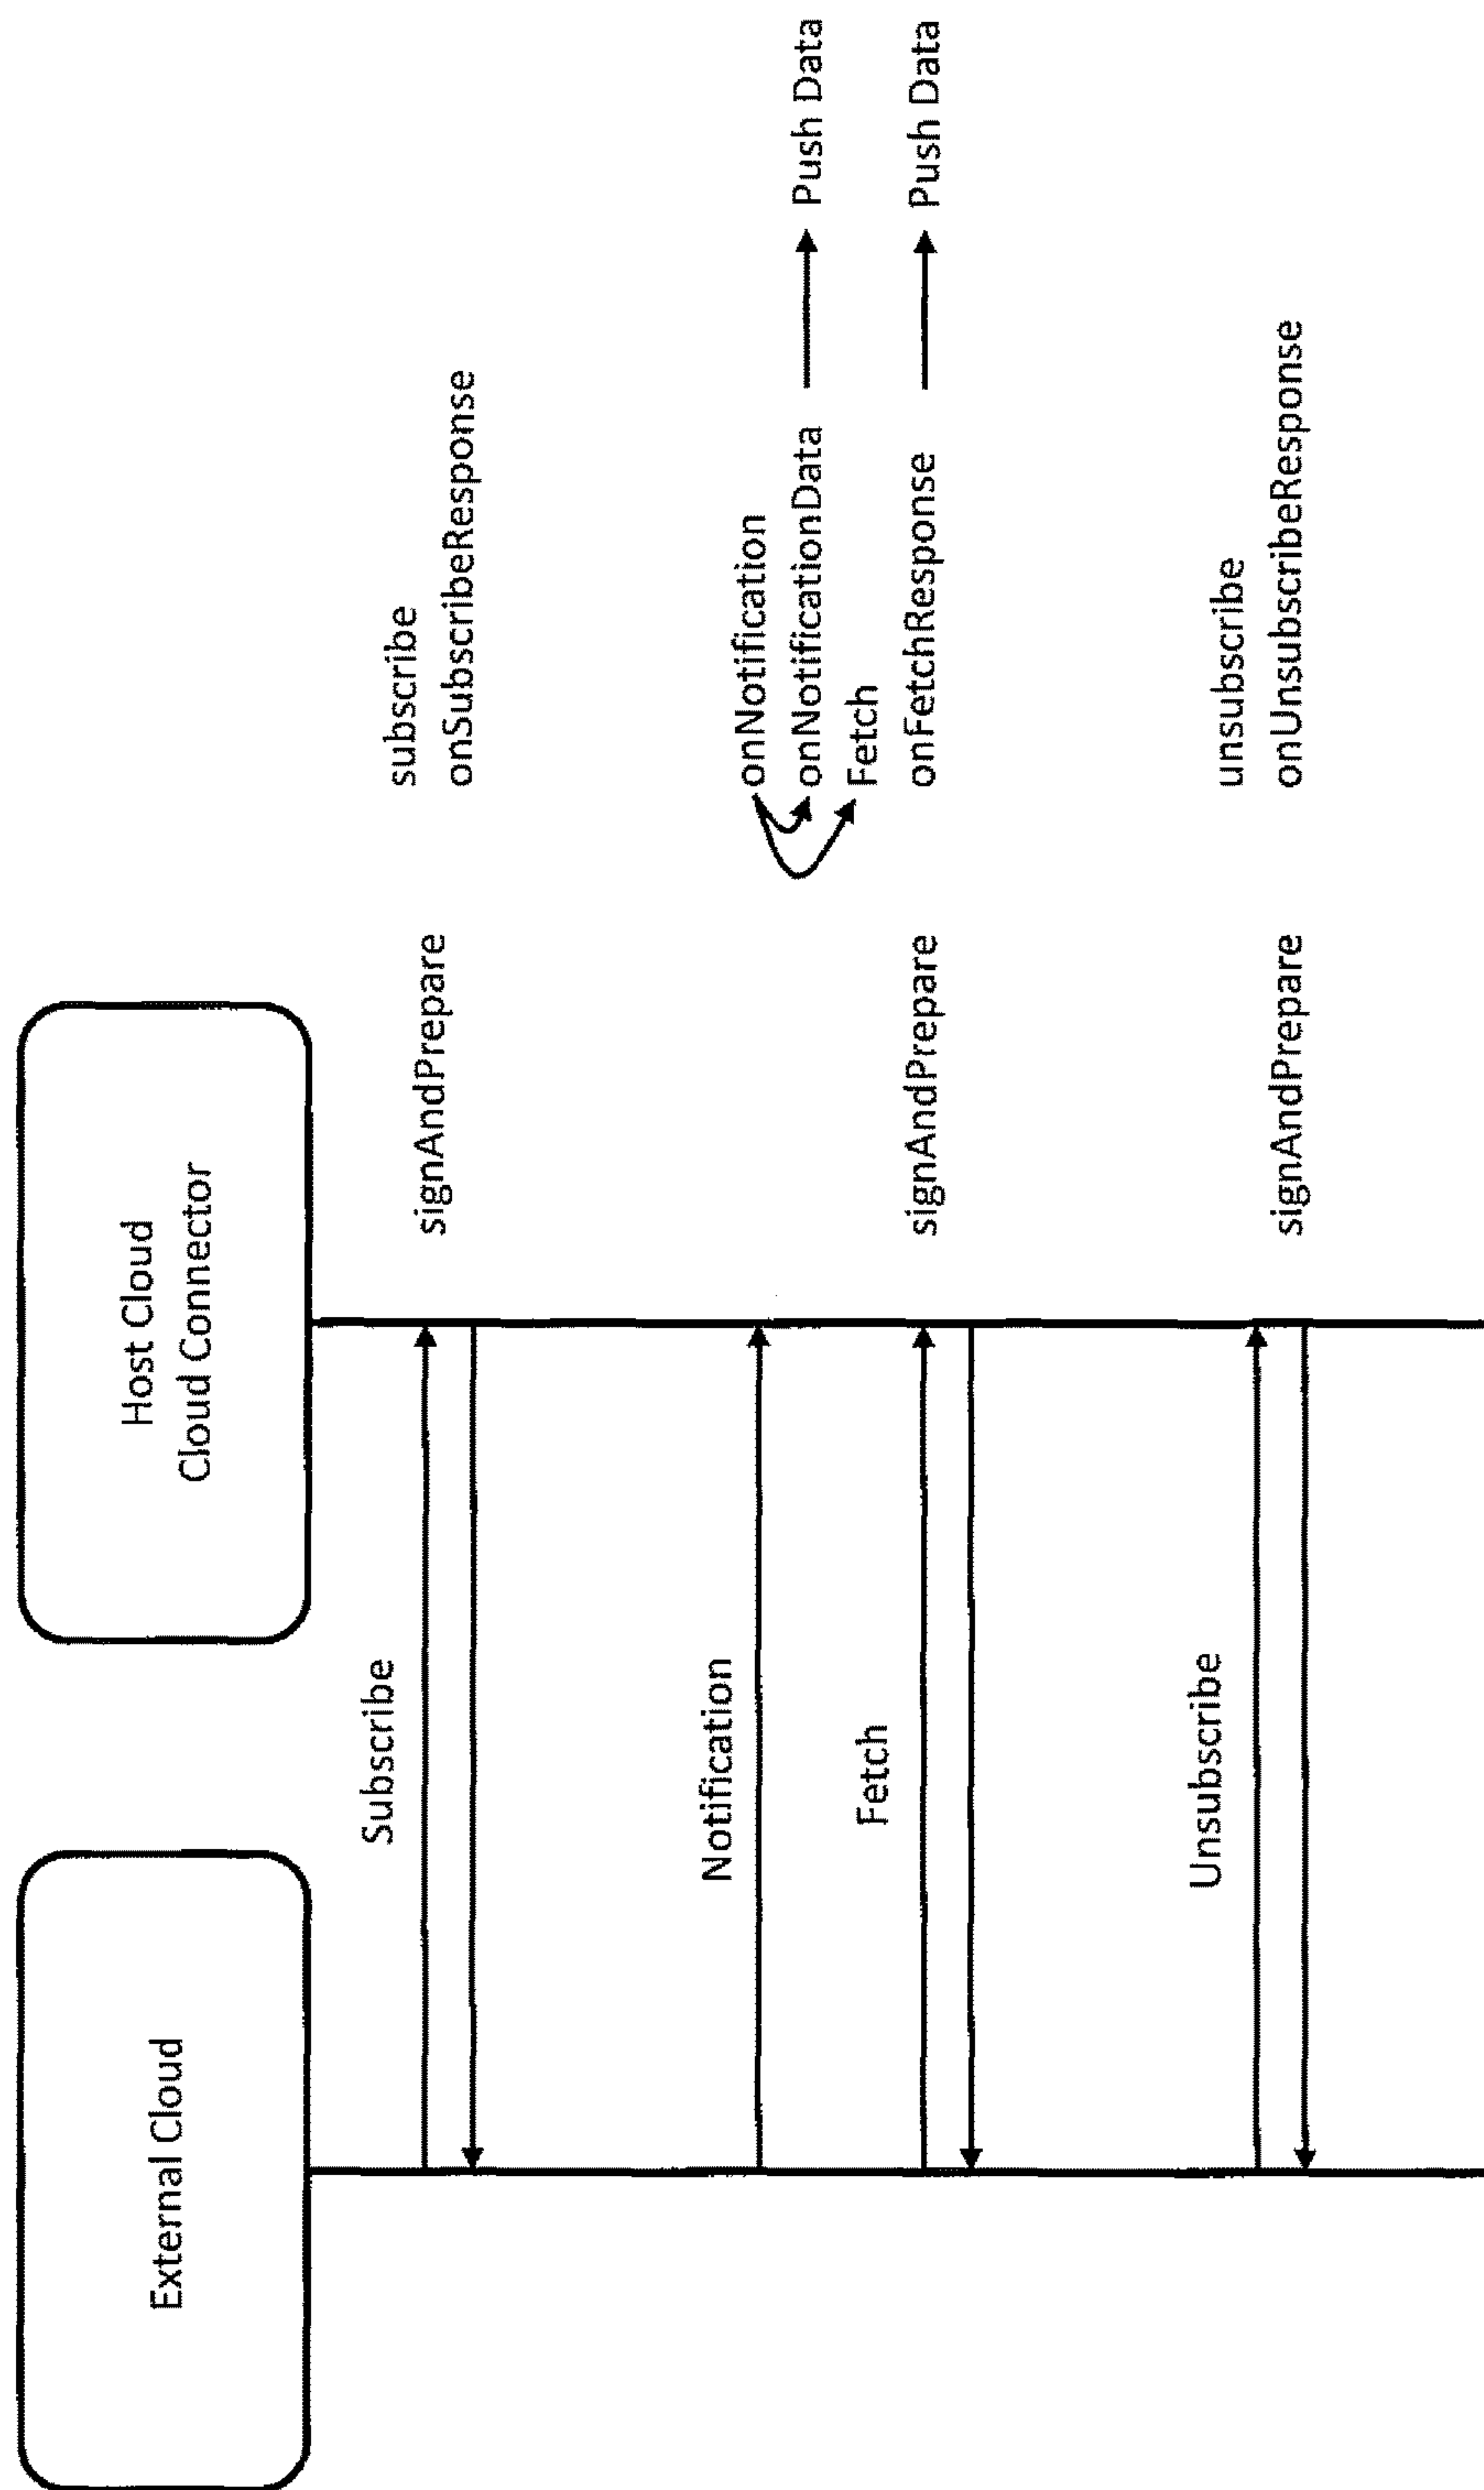 External Cloud
Host Cloud
Cloud Connector
Subscribe
signAndPrepare
subscribe
onSubscribeResponse
Notification
onNotification
onNotificationData
Push Data
Fetch
Fetch
signAndPrepare
onFetchResponse
Push Data
Unsubscribe
signAndPrepare
unsubscribe
onUnsubscribeResponse